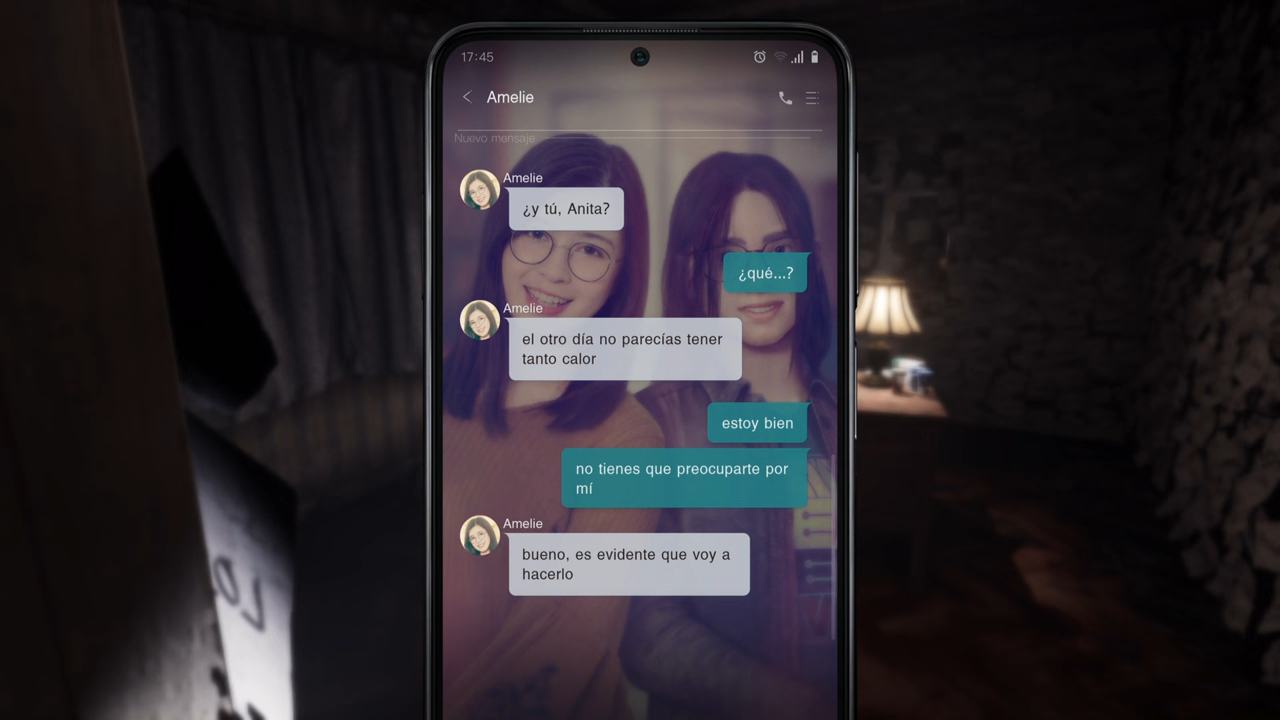 17:45
Amelie
Nuevo mensaje
Amelie
¿y tú, Anita?
¿qué...?
Amelie
el otro día no parecías tener
tanto calor
estoy bien
no tienes que preocuparte por
mí
Amelie
bueno, es evidente que voy a
hacerlo